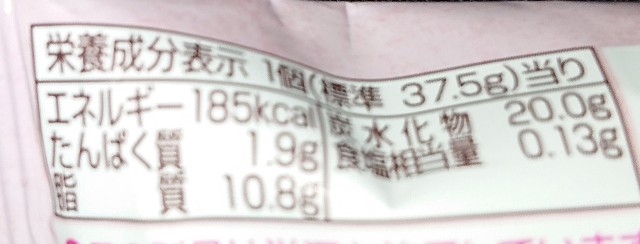 栄養成分表示 1個(標準 37.5g)当り
エネルギー 185kcal 炭水化物 20.0g
たんぱく質 1.9g 食塩相当量 0.13g
脂質 10.8g